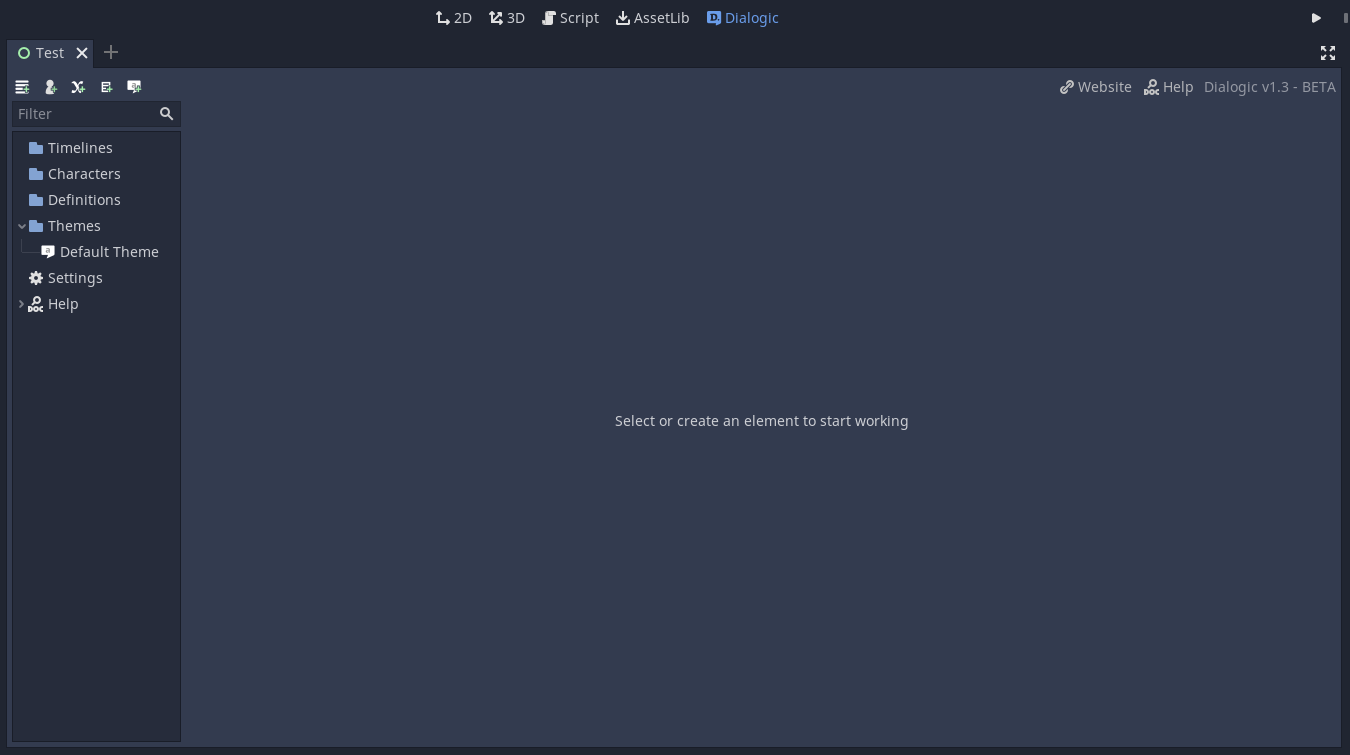 2D 3D Script AssetLib Dialogic
Test
Website Help Dialogic v1.3 - BETA
Filter
Timelines
Characters
Definitions
Themes
Default Theme
Settings
Help
Select or create an element to start working